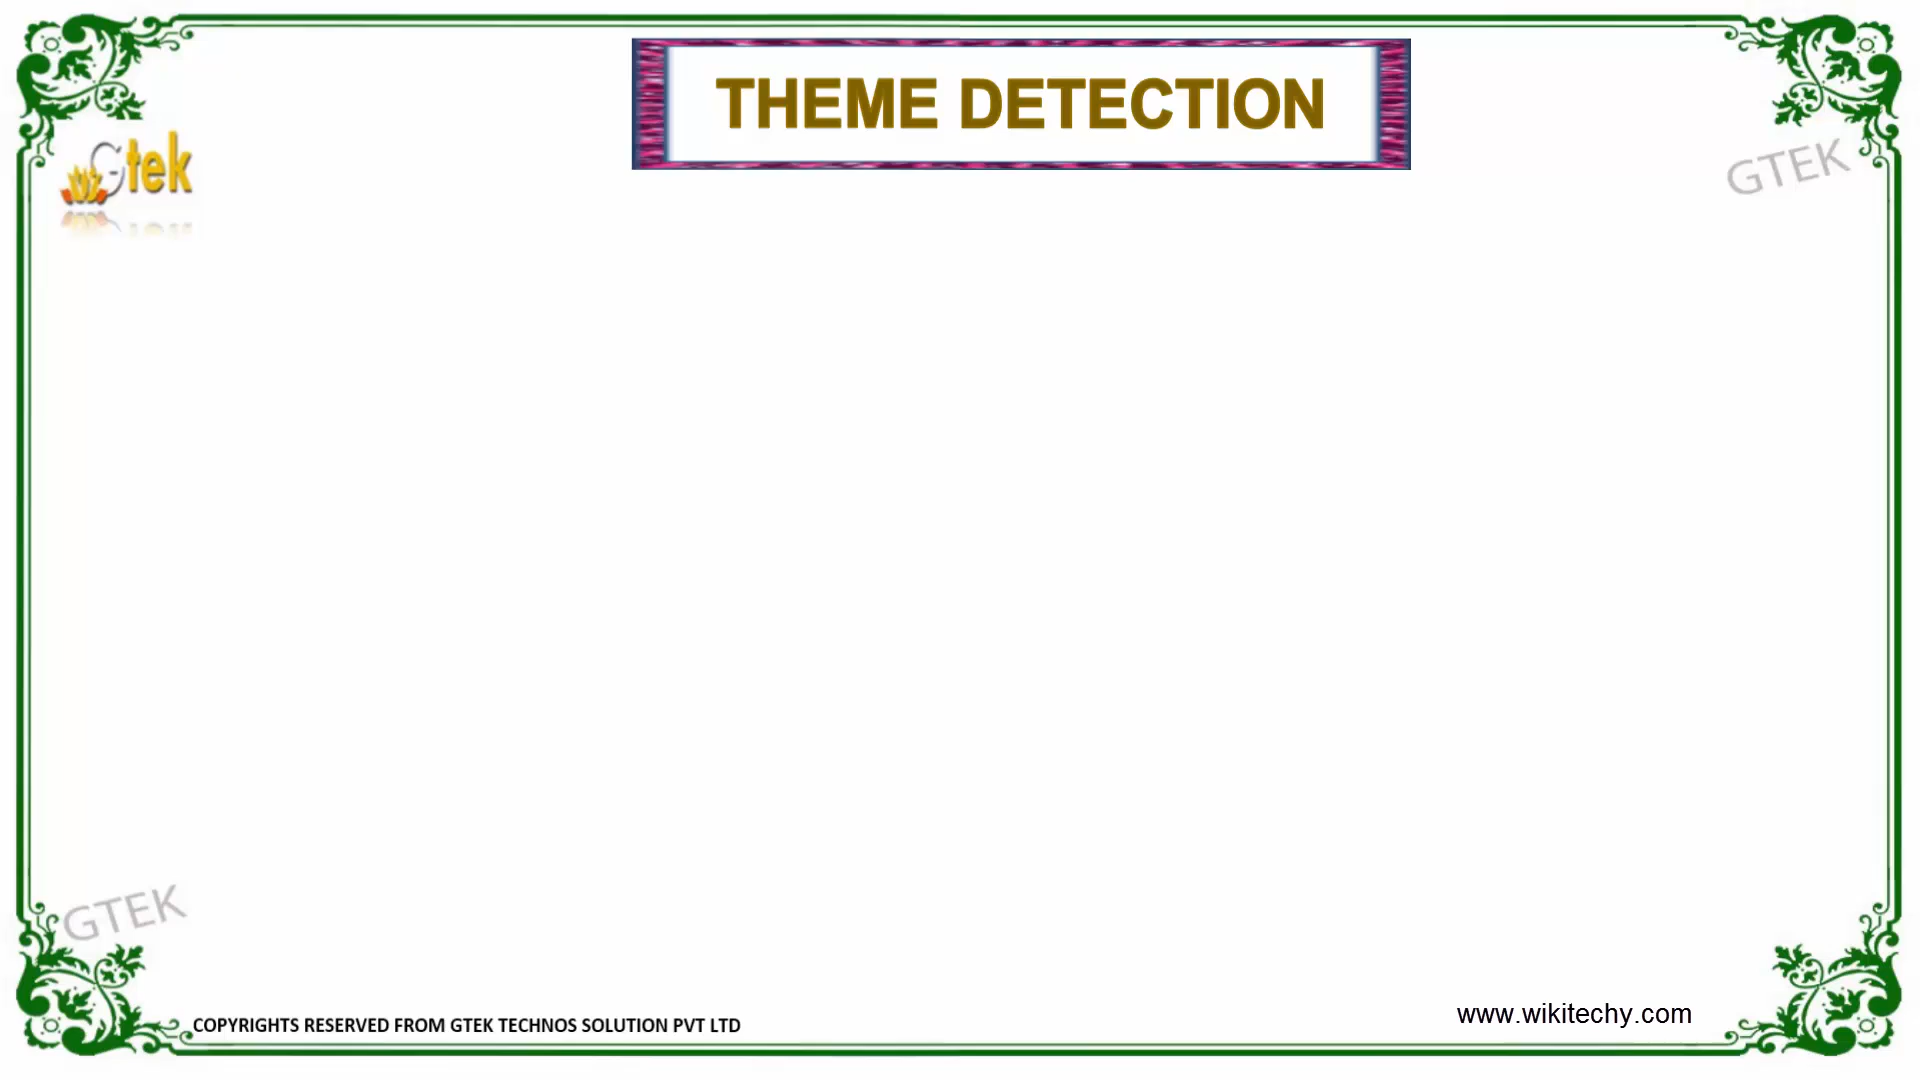 THEME DETECTION
Gtek
GTEK
GTEK
COPYRIGHTS RESERVED FROM GTEK TECHNOS SOLUTION PVT LTD
www.wikitechy.com